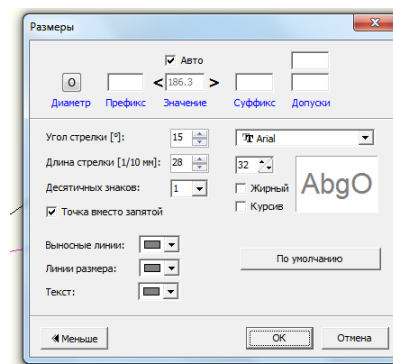 Размеры
Авто
O < 186.3 >
Диаметр Префикс Значение Суффикс Допуски
Угол стрелки [º]: 15
Arial
Длина стрелки [1/10 мм]: 28
32
AbgO
Десятичных знаков: 1
Жирный
Точка вместо запятой
Курсив
Выносные линии:
Линии размера:
По умолчанию
Текст:
Меньше
OK
Отмена